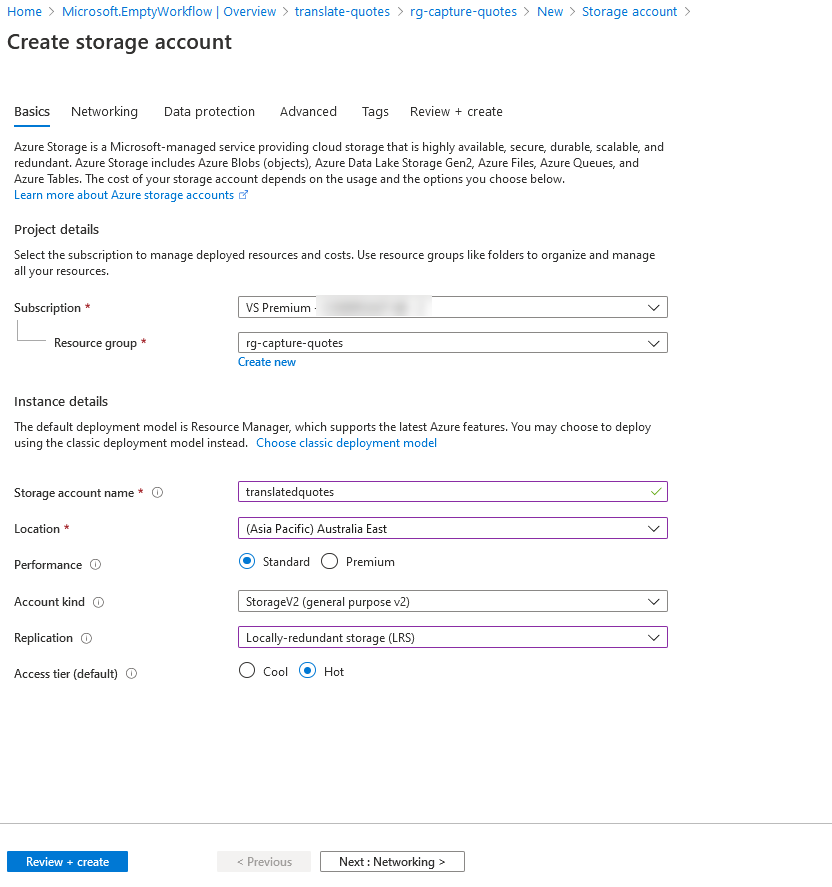 Home > Microsoft.EmptyWorkflow | Overview > translate-quotes > rg-capture-quotes > New > Storage account >
Create storage account
Basics Networking Data protection Advanced Tags Review + create
Azure Storage is a Microsoft-managed service providing cloud storage that is highly available, secure, durable, scalable, and
redundant. Azure Storage includes Azure Blobs (objects), Azure Data Lake Storage Gen2, Azure Files, Azure Queues, and
Azure Tables. The cost of your storage account depends on the usage and the options you choose below.
Learn more about Azure storage accounts
Project details
Select the subscription to manage deployed resources and costs. Use resource groups like folders to organize and manage
all your resources.
Subscription * VS Premium -
Resource group * rg-capture-quotes
Create new
Instance details
The default deployment model is Resource Manager, which supports the latest Azure features. You may choose to deploy
using the classic deployment model instead. Choose classic deployment model
Storage account name * translatedquotes
Location * (Asia Pacific) Australia East
Performance Standard Premium
Account kind StorageV2 (general purpose v2)
Replication Locally-redundant storage (LRS)
Access tier (default) Cool Hot
Review + create < Previous Next : Networking >